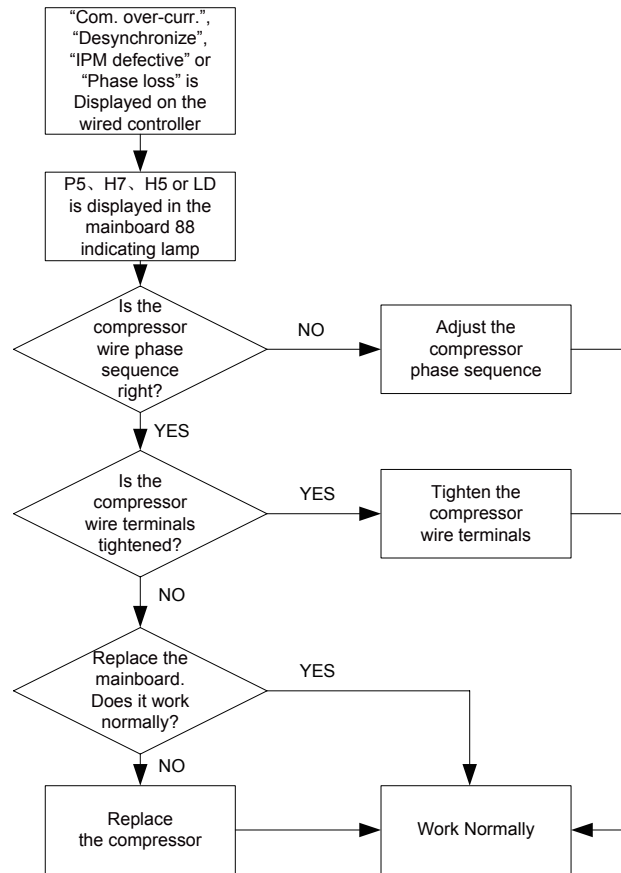 “Com. over-curr.”,
“Desynchronize”,
“IPM defective” or
“Phase loss” is
Displayed on the
wired controller
P5、H7、H5 or LD
is displayed in the
mainboard 88
indicating lamp
Is the
compressor
wire phase
sequence
right?
NO
Adjust the
compressor
phase sequence
YES
Is the
compressor
wire terminals
tightened?
YES
Tighten the
compressor
wire terminals
NO
Replace the
mainboard.
Does it work
normally?
YES
NO
Replace
the compressor
Work Normally